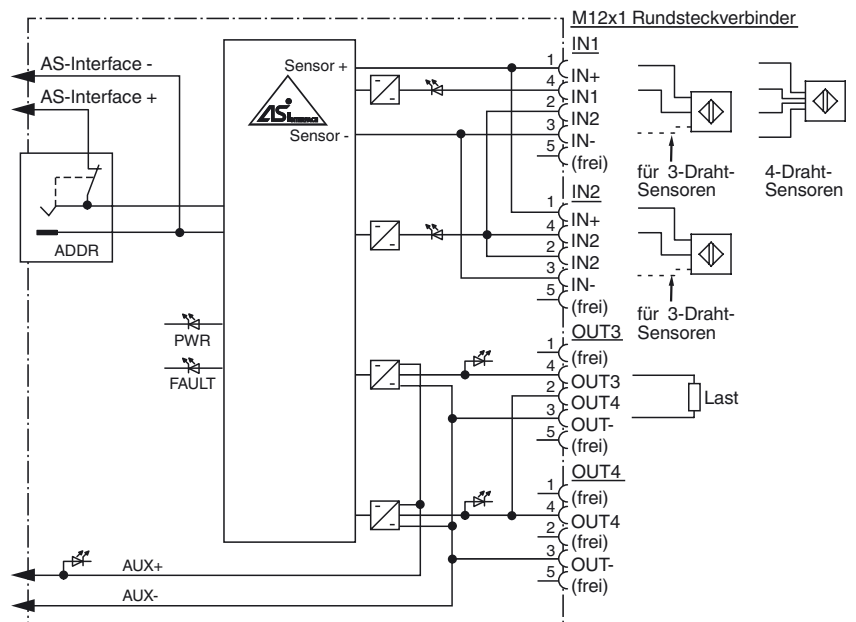 M12x1 Rundsteckverbinder
IN1
AS-Interface -
AS-Interface +
ADDR
Sensor +
ASi
INTERFACE
Sensor -
PWR
FAULT
AUX+
AUX-
1
IN+
4
IN1
2
IN2
3
IN-
5
(frei)
für 3-Draht-
Sensoren
4-Draht-
Sensoren
IN2
1
IN+
4
IN2
2
IN2
3
IN-
5
(frei)
für 3-Draht-
Sensoren
OUT3
1
(frei)
4
OUT3
2
OUT4
3
OUT-
5
(frei)
Last
OUT4
1
(frei)
4
OUT4
2
(frei)
3
OUT-
5
(frei)